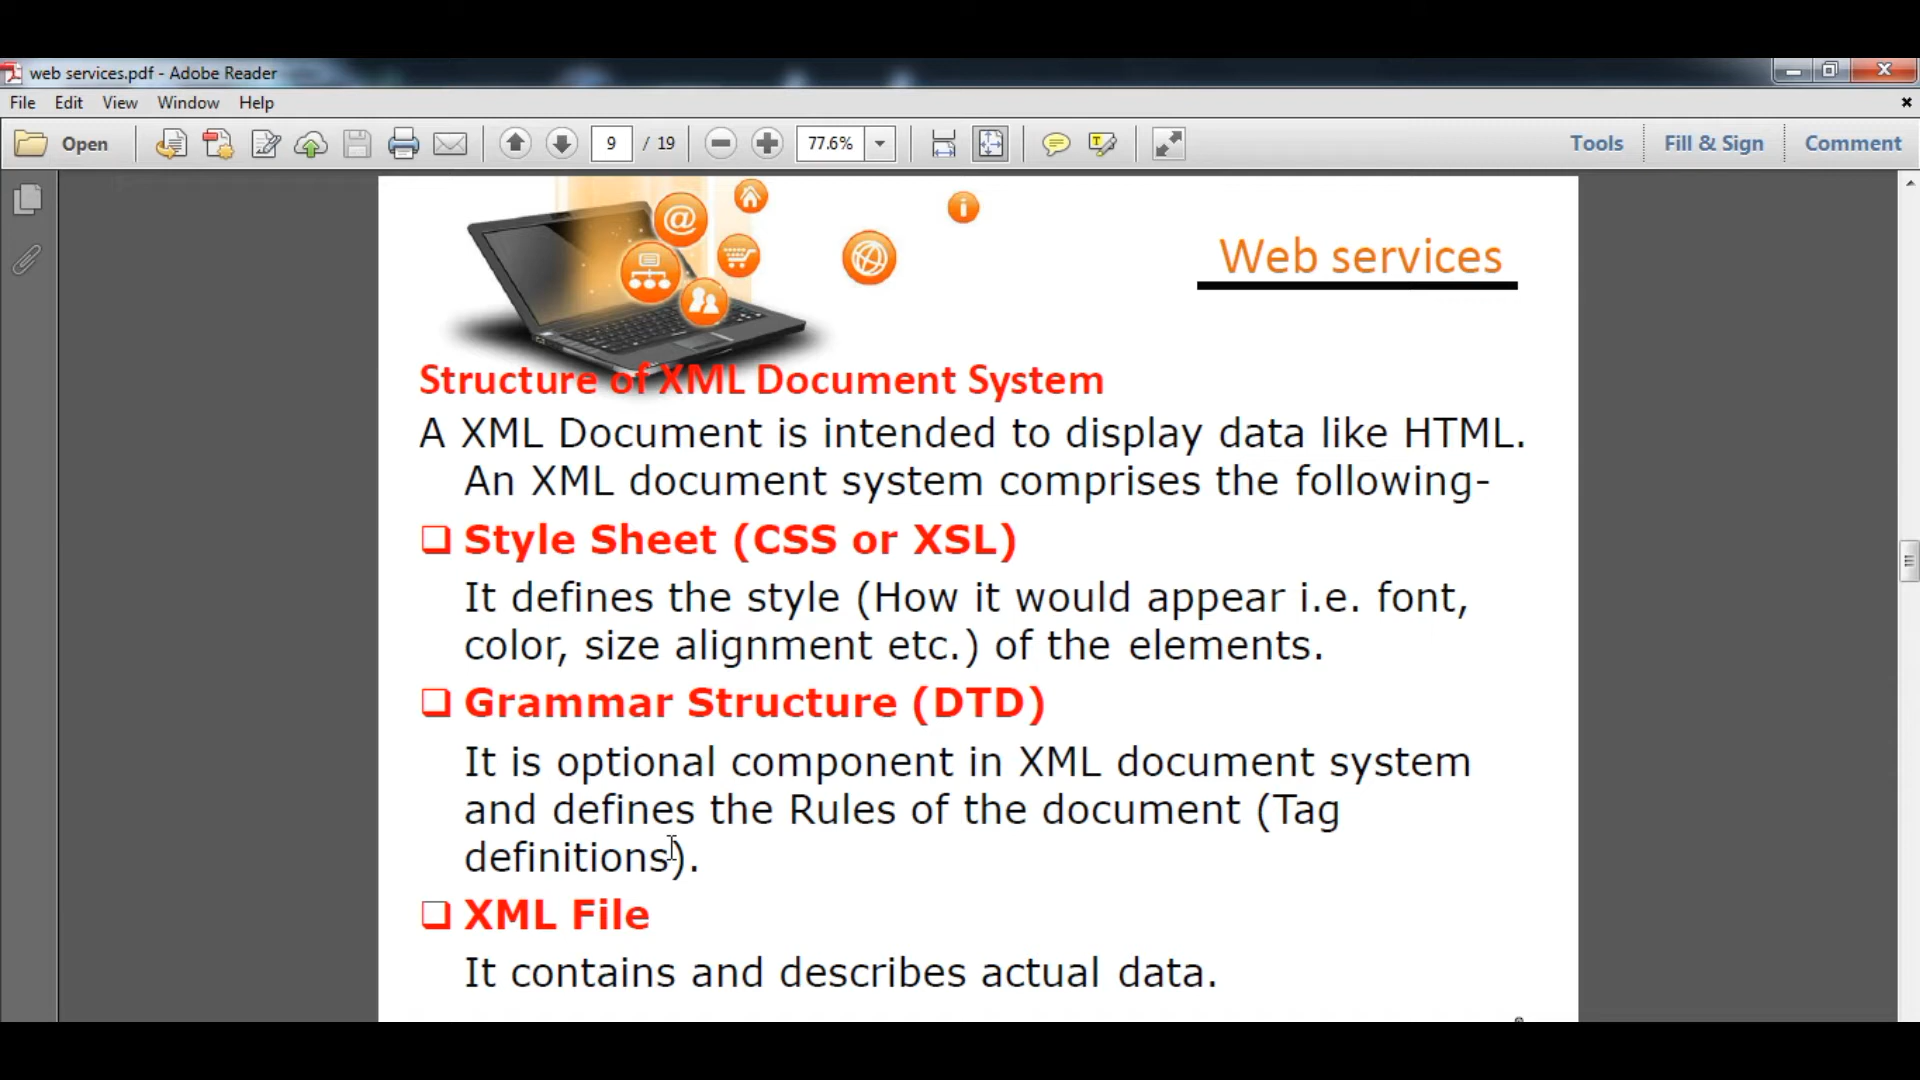 web services.pdf - Adobe Reader
File Edit View Window Help
Open 9 / 19 77.6% Tools Fill & Sign Comment
Web services
Structure of XML Document System
A XML Document is intended to display data like HTML.
An XML document system comprises the following-
❑ Style Sheet (CSS or XSL)
It defines the style (How it would appear i.e. font,
color, size alignment etc.) of the elements.
❑ Grammar Structure (DTD)
It is optional component in XML document system
and defines the Rules of the document (Tag
definitions).
❑ XML File
It contains and describes actual data.